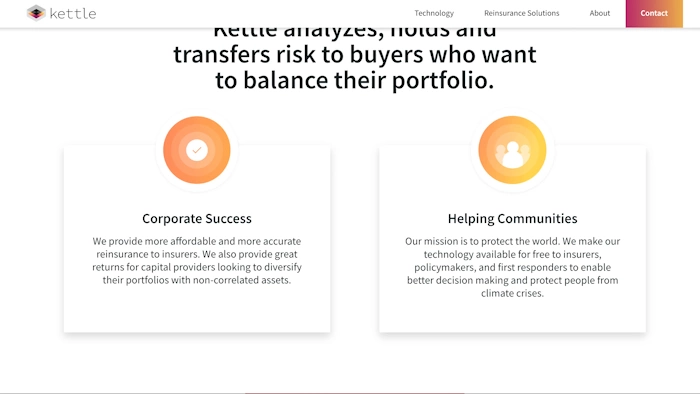 kettle
Technology
Reinsurance Solutions
About
Contact
Kettle analyzes, holds and
transfers risk to buyers who want
to balance their portfolio.
Corporate Success
We provide more affordable and more accurate
reinsurance to insurers. We also provide great
returns for capital providers looking to diversify
their portfolios with non-correlated assets.
Helping Communities
Our mission is to protect the world. We make our
technology available for free to insurers,
policymakers, and first responders to enable
better decision making and protect people from
climate crises.